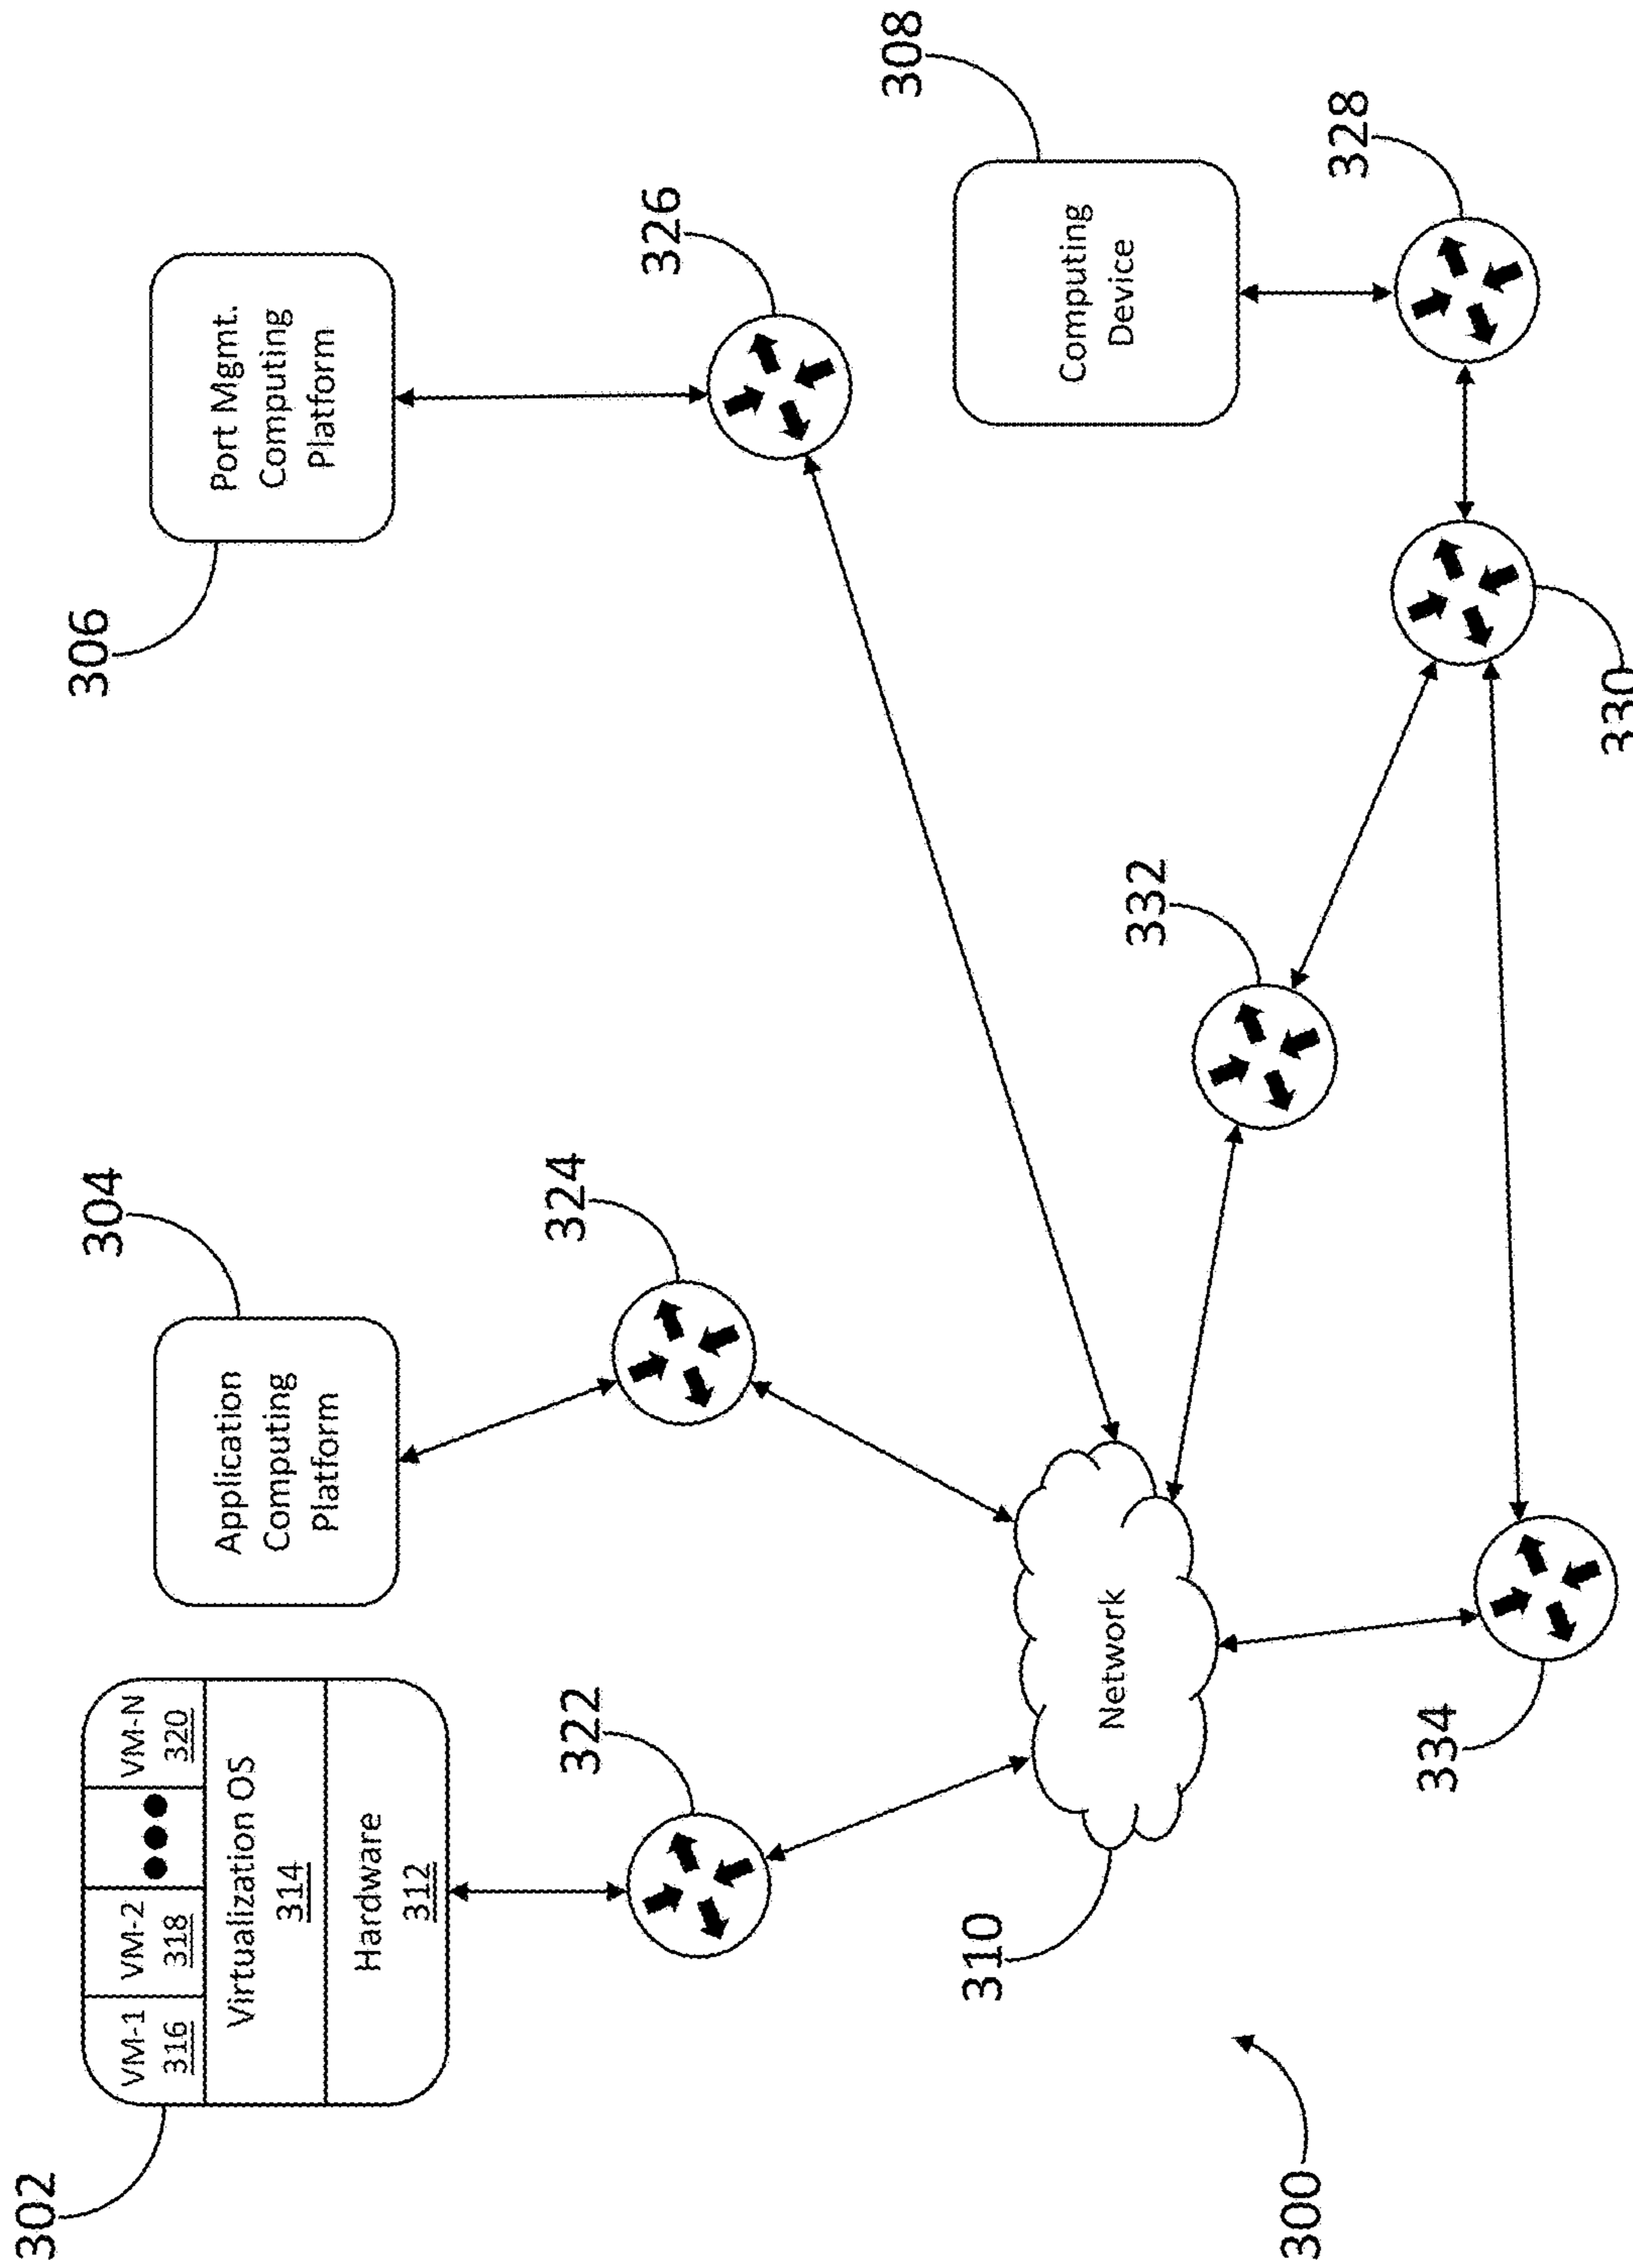 302
VM-1
316
VM-2
318
VM-N
320
Virtualization OS
314
Hardware
312
304
Application
Computing
Platform
306
Port Mgmt.
Computing
Platform
322
324
326
308
Computing
Device
310
Network
332
328
330
334
300